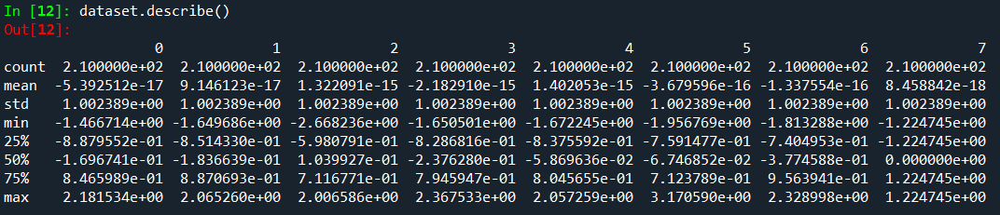 In [12]: dataset.describe()
Out[12]:
0 1 2 3 4 5 6 7
count 2.100000e+02 2.100000e+02 2.100000e+02 2.100000e+02 2.100000e+02 2.100000e+02 2.100000e+02 2.100000e+02
mean -5.392512e-17 9.146123e-17 1.322091e-15 -2.182910e-15 1.402053e-15 -3.679596e-16 -1.337554e-16 8.458842e-18
std 1.002389e+00 1.002389e+00 1.002389e+00 1.002389e+00 1.002389e+00 1.002389e+00 1.002389e+00 1.002389e+00
min -1.466714e+00 -1.649686e+00 -2.668236e+00 -1.650501e+00 -1.672245e+00 -1.956769e+00 -1.813288e+00 -1.224745e+00
25% -8.879552e-01 -8.514330e-01 -5.980791e-01 -8.286816e-01 -8.375592e-01 -7.591477e-01 -7.404953e-01 -1.224745e+00
50% -1.696741e-01 -1.836639e-01 1.039927e-01 -2.376280e-01 -5.869636e-02 -6.746852e-02 -3.774588e-01 0.000000e+00
75% 8.465989e-01 8.870693e-01 7.116771e-01 7.945947e-01 8.045655e-01 7.123789e-01 9.563941e-01 1.224745e+00
max 2.181534e+00 2.065260e+00 2.006586e+00 2.367533e+00 2.057259e+00 3.170590e+00 2.328998e+00 1.224745e+00